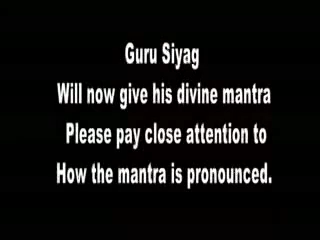 Guru Siyag
Will now give his divine mantra
Please pay close attention to
How the mantra is pronounced.